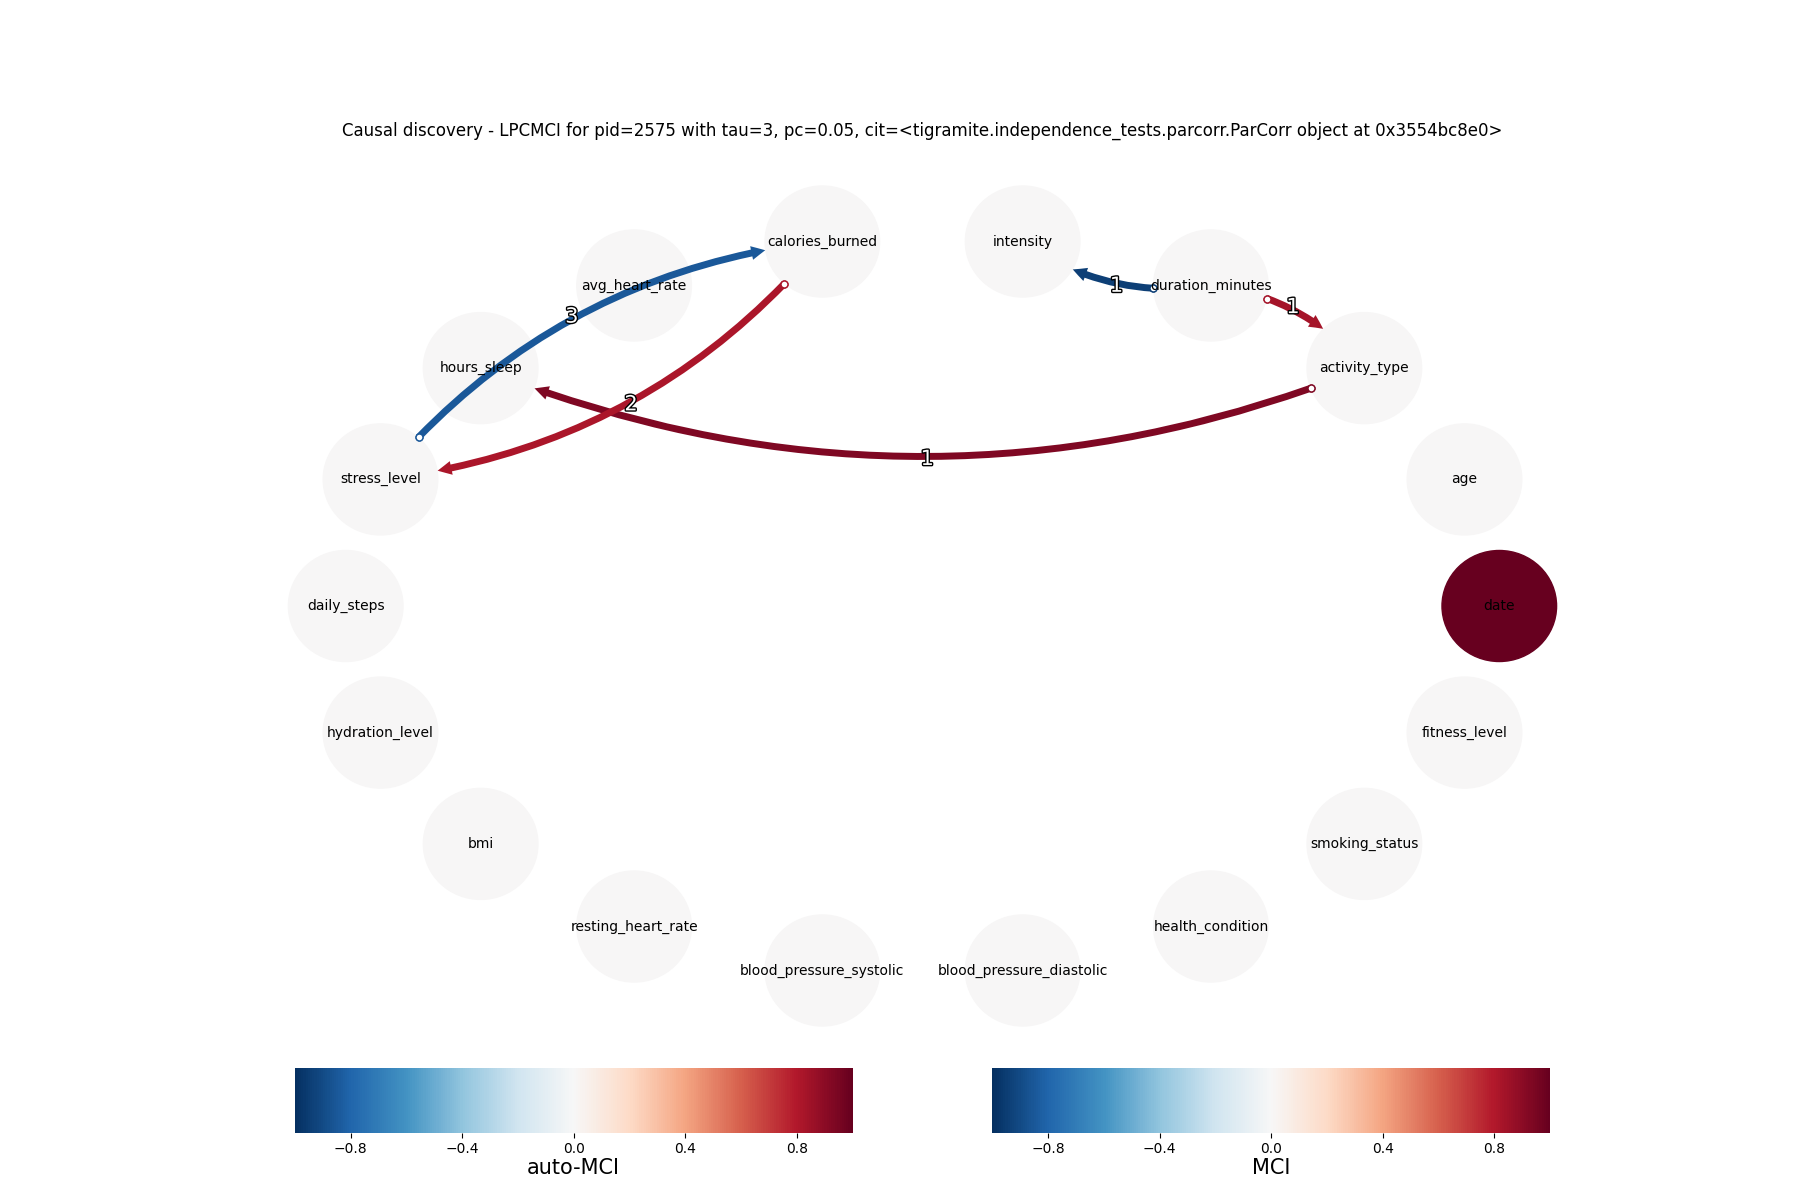 Causal discovery - LPCMCI for pid=2575 with tau=3, pc=0.05, cit=<tigramite.independence_tests.parcorr.ParCorr object at 0x3554bc8e0>
calories_burned
intensity
avg_heart_rate
1
duration_minutes
1
3
hours_sleep
activity_type
2
1
stress_level
age
daily_steps
date
hydration_level
fitness_level
bmi
smoking_status
resting_heart_rate
health_condition
blood_pressure_systolic
blood_pressure_diastolic
−0.8 −0.4 0.0 0.4 0.8
auto-MCI
−0.8 −0.4 0.0 0.4 0.8
MCI